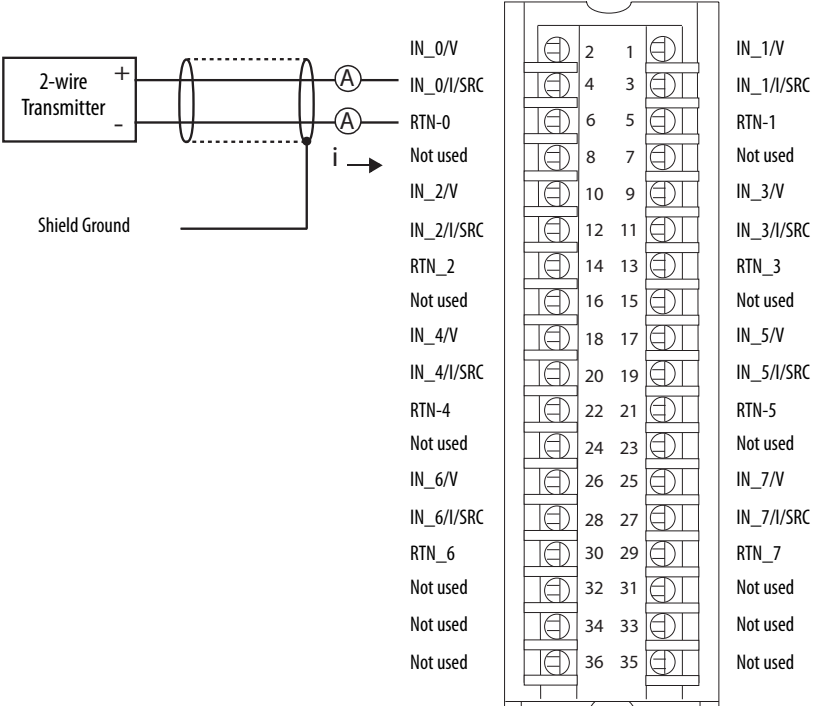 IN_0/V 2 1 IN_1/V
2-wire Transmitter + A IN_0/I/SRC 4 3 IN_1/I/SRC
- A RTN-0 6 5 RTN-1
i Not used 8 7 Not used
IN_2/V 10 9 IN_3/V
Shield Ground IN_2/I/SRC 12 11 IN_3/I/SRC
RTN_2 14 13 RTN_3
Not used 16 15 Not used
IN_4/V 18 17 IN_5/V
IN_4/I/SRC 20 19 IN_5/I/SRC
RTN-4 22 21 RTN-5
Not used 24 23 Not used
IN_6/V 26 25 IN_7/V
IN_6/I/SRC 28 27 IN_7/I/SRC
RTN_6 30 29 RTN_7
Not used 32 31 Not used
Not used 34 33 Not used
Not used 36 35 Not used